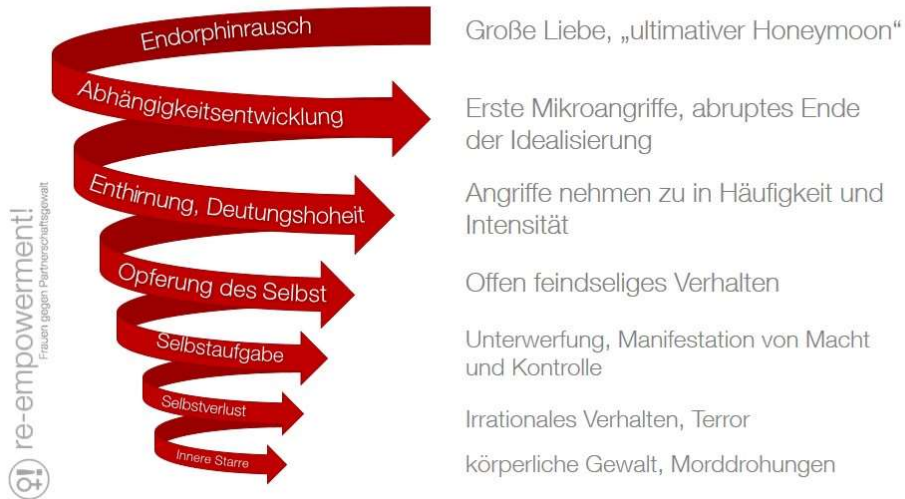 Endorphinrausch
Große Liebe, „ultimativer Honeymoon“
Abhängigkeitsentwicklung
Erste Mikroangriffe, abruptes Ende
der Idealisierung
Enthirnung, Deutungshoheit
Angriffe nehmen zu in Häufigkeit und
Intensität
Opferung des Selbst
Offen feindseliges Verhalten
Selbstaufgabe
Unterwerfung, Manifestation von Macht
und Kontrolle
Selbstverlust
Irrationales Verhalten, Terror
Innere Starre
körperliche Gewalt, Morddrohungen
re-empowerment!
Frauen gegen Partnerschaftsgewalt